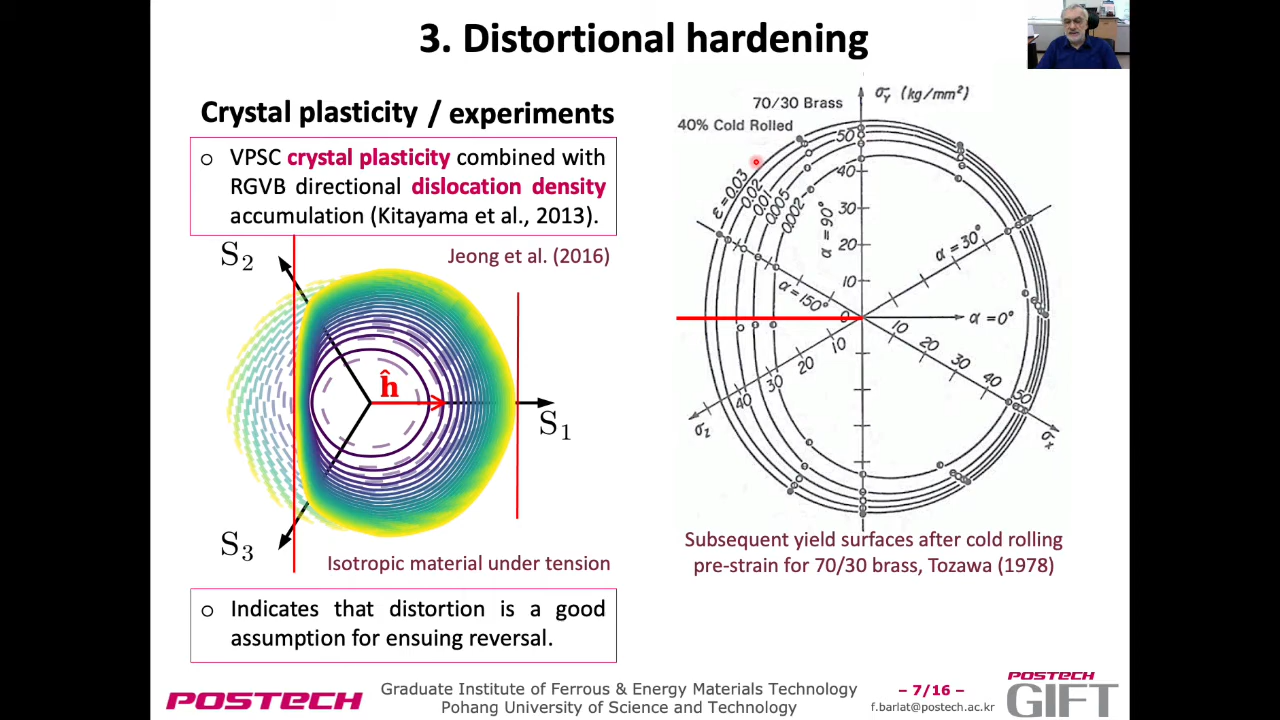 3. Distortional hardening
Crystal plasticity / experiments
○ VPSC crystal plasticity combined with
RGVB directional dislocation density
accumulation (Kitayama et al., 2013).
Jeong et al. (2016)
S₂
ĥ
S₁
S₃
Isotropic material under tension
○ Indicates that distortion is a good
assumption for ensuing reversal.
70/30 Brass
40% Cold Rolled
σY (kg/mm²)
50
40
30
20
10
0
ε=0.03
0.02
0.01
0.005
0.002
α=90°
α=30°
α=150°
α=0°
10
20
30
40
50
σx
10
20
30
40
σz
Subsequent yield surfaces after cold rolling
pre-strain for 70/30 brass, Tozawa (1978)
POSTECH
Graduate Institute of Ferrous & Energy Materials Technology
Pohang University of Science and Technology
– 7/16 –
f.barlat@postech.ac.kr
POSTECH
GIFT